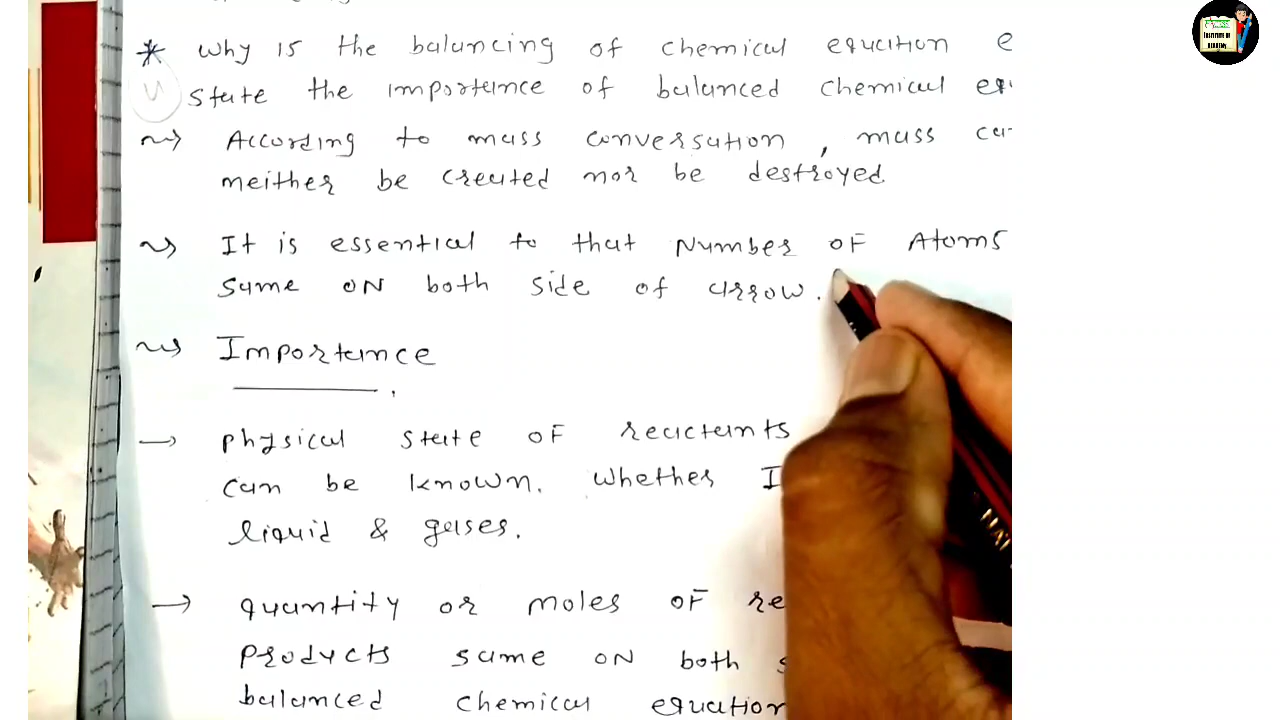 * Why is the balancing of chemical equation e
State the importance of balanced chemical eq
According to mass conversation, mass can
neither be created nor be destroyed
It is essential to that Number of Atoms
same on both side of arrow.
Importance
physical state of reactants
can be known. Whether I
liquid & gases.
quantity or moles of re
products same on both s
balanced chemical equation